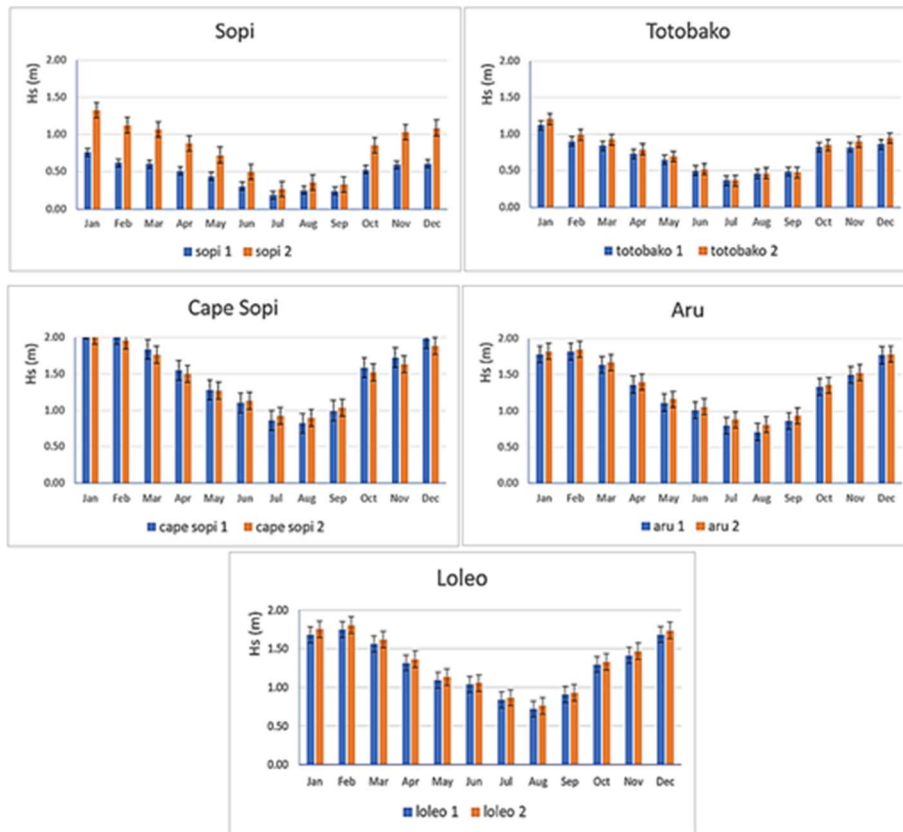 Sopi
Hs (m)
2.00
1.50
1.00
0.50
0.00
Jan Feb Mar Apr May Jun Jul Aug Sep Oct Nov Dec
sopi 1 sopi 2
Totobako
Hs (m)
2.00
1.50
1.00
0.50
0.00
Jan Feb Mar Apr May Jun Jul Aug Sep Oct Nov Dec
totobako 1 totobako 2
Cape Sopi
Hs (m)
2.00
1.50
1.00
0.50
0.00
Jan Feb Mar Apr May Jun Jul Aug Sep Oct Nov Dec
cape sopi 1 cape sopi 2
Aru
Hs (m)
2.00
1.50
1.00
0.50
0.00
Jan Feb Mar Apr May Jun Jul Aug Sep Oct Nov Dec
aru 1 aru 2
Loleo
Hs (m)
2.00
1.50
1.00
0.50
0.00
Jan Feb Mar Apr May Jun Jul Aug Sep Oct Nov Dec
loleo 1 loleo 2